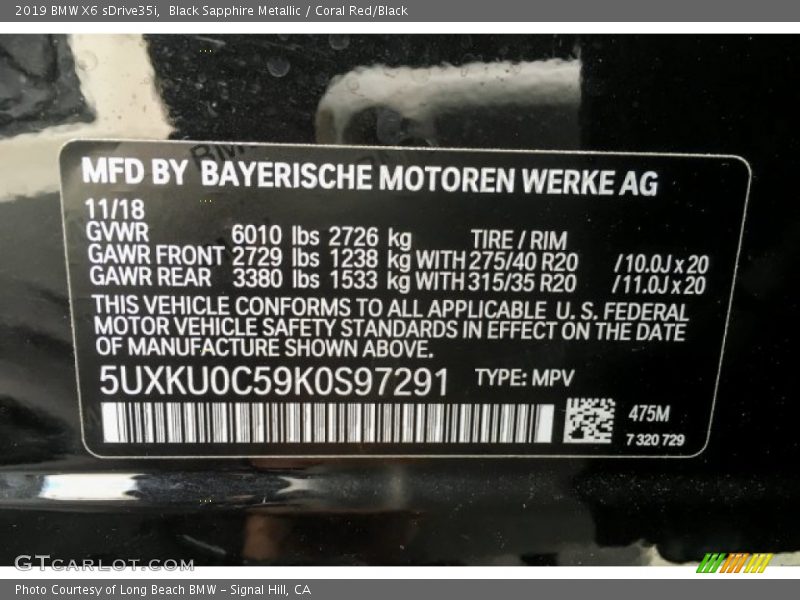 2019 BMW X6 sDrive35i, Black Sapphire Metallic / Coral Red/Black
MFD BY BAYERISCHE MOTOREN WERKE AG
11/18
GVWR 6010 lbs 2726 kg TIRE / RIM
GAWR FRONT 2729 lbs 1238 kg WITH 275/40 R20 /10.0J x 20
GAWR REAR 3380 lbs 1533 kg WITH 315/35 R20 /11.0J x 20
THIS VEHICLE CONFORMS TO ALL APPLICABLE U.S. FEDERAL
MOTOR VEHICLE SAFETY STANDARDS IN EFFECT ON THE DATE
OF MANUFACTURE SHOWN ABOVE.
5UXKU0C59K0S97291 TYPE: MPV
475M
7 320 729
GTCARLOT.COM
Photo Courtesy of Long Beach BMW – Signal Hill, CA